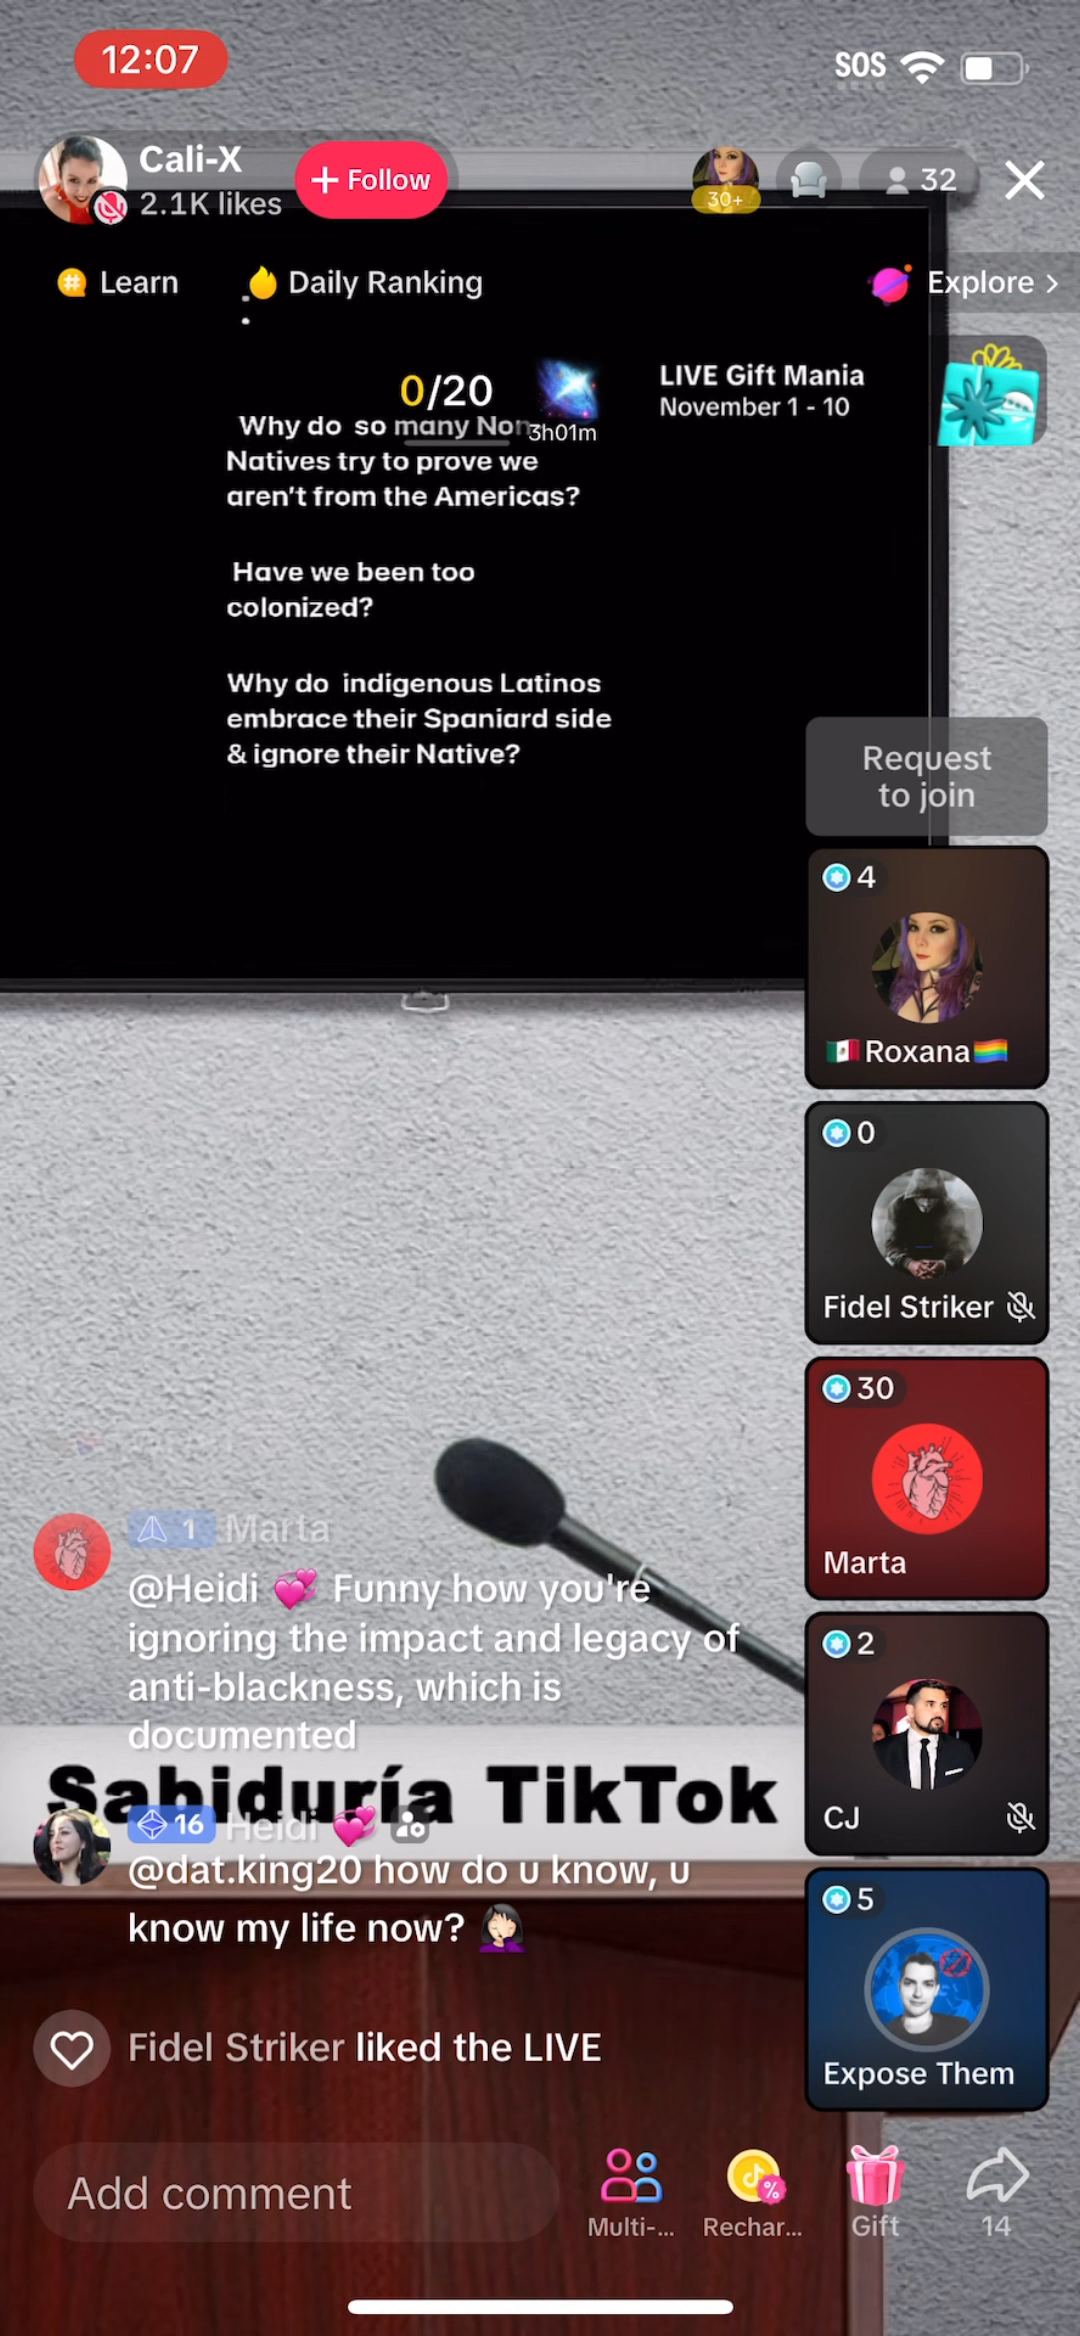 12:07
SOS
Cali-X
2.1K likes
+ Follow
30+
32
Learn
Daily Ranking
Explore >
0/20
3h01m
LIVE Gift Mania
November 1 - 10
Why do so many Non
Natives try to prove we
aren't from the Americas?
Have we been too
colonized?
Why do indigenous Latinos
embrace their Spaniard side
& ignore their Native?
Request
to join
4
🇲🇽Roxana🏳️‍🌈
0
Fidel Striker
30
Marta
2
CJ
5
Expose Them
1 Marta
@Heidi 💞 Funny how you're
ignoring the impact and legacy of
anti-blackness, which is
documented
Sabiduría TikTok
16 Heidi 💞
@dat.king20 how do u know, u
know my life now? 🤦🏻‍♀️
Fidel Striker liked the LIVE
Add comment
Multi-...
Rechar...
Gift
14